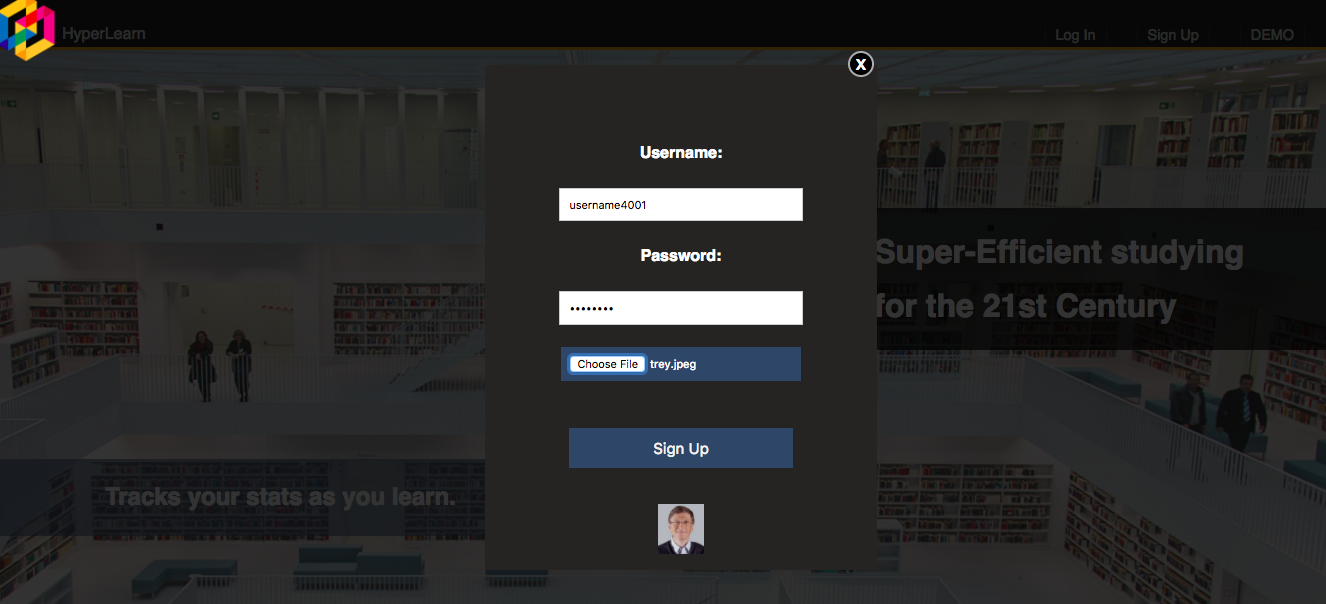 HyperLearn
Log In
Sign Up
DEMO
X
Username:
username4001
Password:
••••••••
Choose File trey.jpeg
Sign Up
Super-Efficient studying
for the 21st Century
Tracks your stats as you learn.